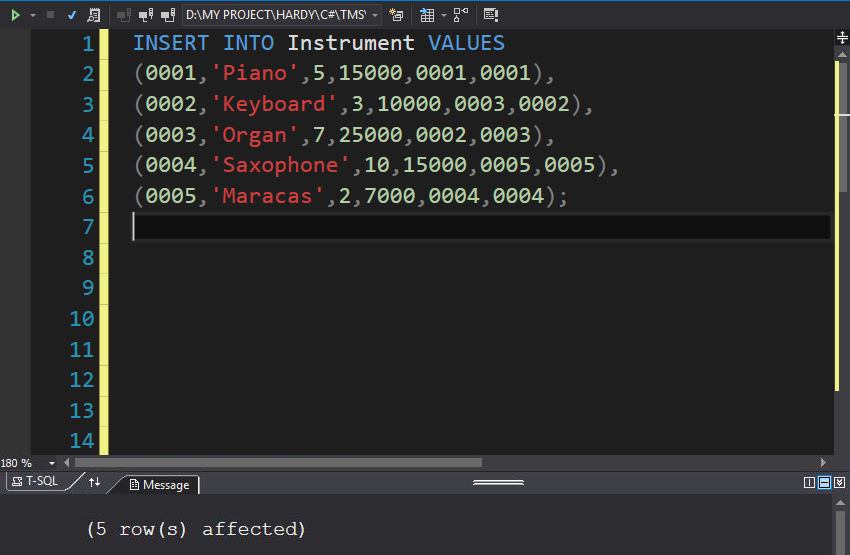 D:\MY PROJECT\HARDY\C#\TMS
1 INSERT INTO Instrument VALUES
2 (0001,'Piano',5,15000,0001,0001),
3 (0002,'Keyboard',3,10000,0003,0002),
4 (0003,'Organ',7,25000,0002,0003),
5 (0004,'Saxophone',10,15000,0005,0005),
6 (0005,'Maracas',2,7000,0004,0004);
7
8
9
10
11
12
13
14
180 %
T-SQL Message
(5 row(s) affected)